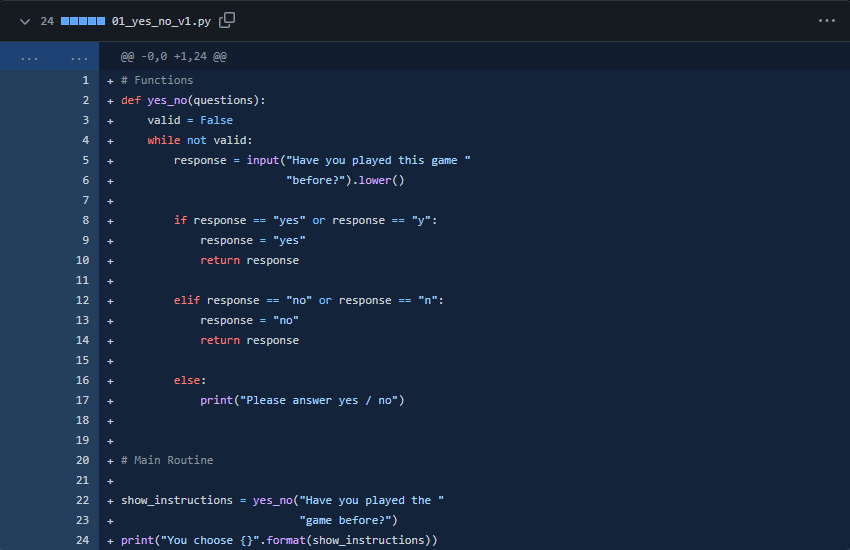 24 01_yes_no_v1.py
... ... @@ -0,0 +1,24 @@
1 + # Functions
2 + def yes_no(questions):
3 +     valid = False
4 +     while not valid:
5 +         response = input("Have you played this game "
6 +                          "before?").lower()
7 +
8 +         if response == "yes" or response == "y":
9 +             response = "yes"
10 +             return response
11 +
12 +         elif response == "no" or response == "n":
13 +             response = "no"
14 +             return response
15 +
16 +         else:
17 +             print("Please answer yes / no")
18 +
19 +
20 + # Main Routine
21 +
22 + show_instructions = yes_no("Have you played the "
23 +                            "game before?")
24 + print("You choose {}".format(show_instructions))